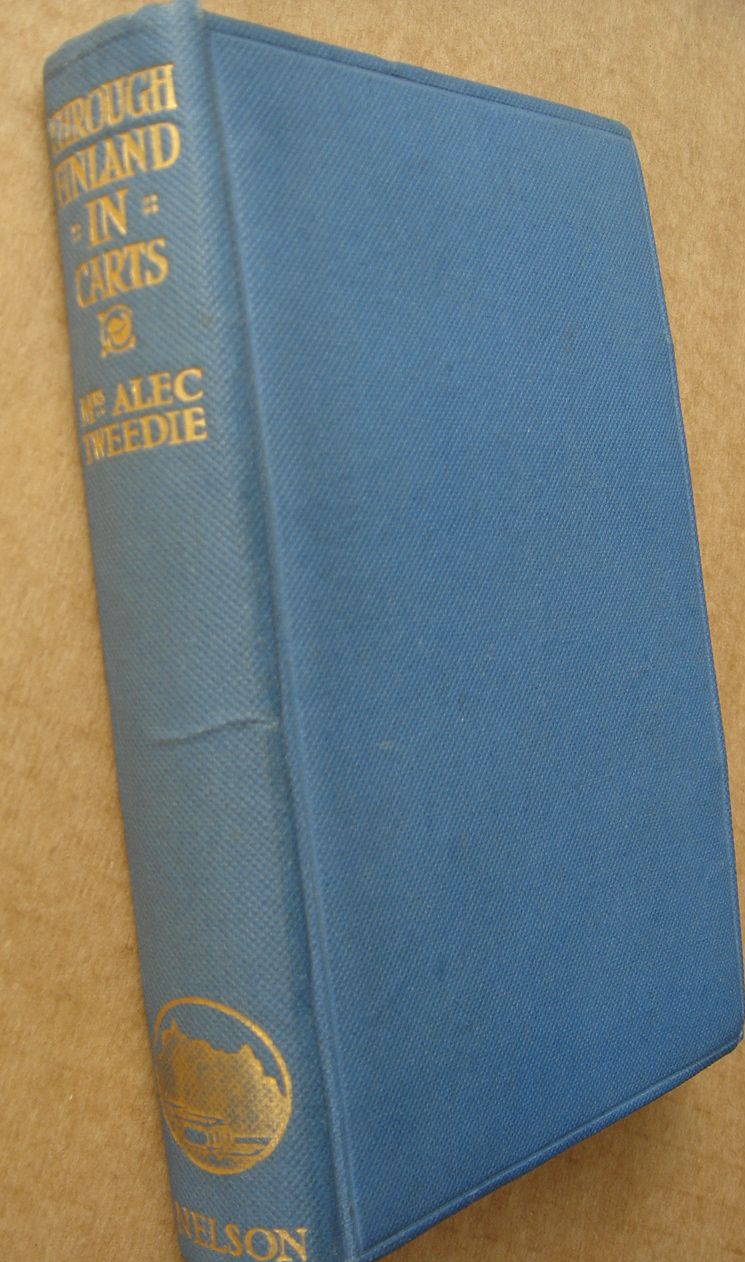 THROUGH
FINLAND
:: IN ::
CARTS
Mrs ALEC
TWEEDIE
NELSON